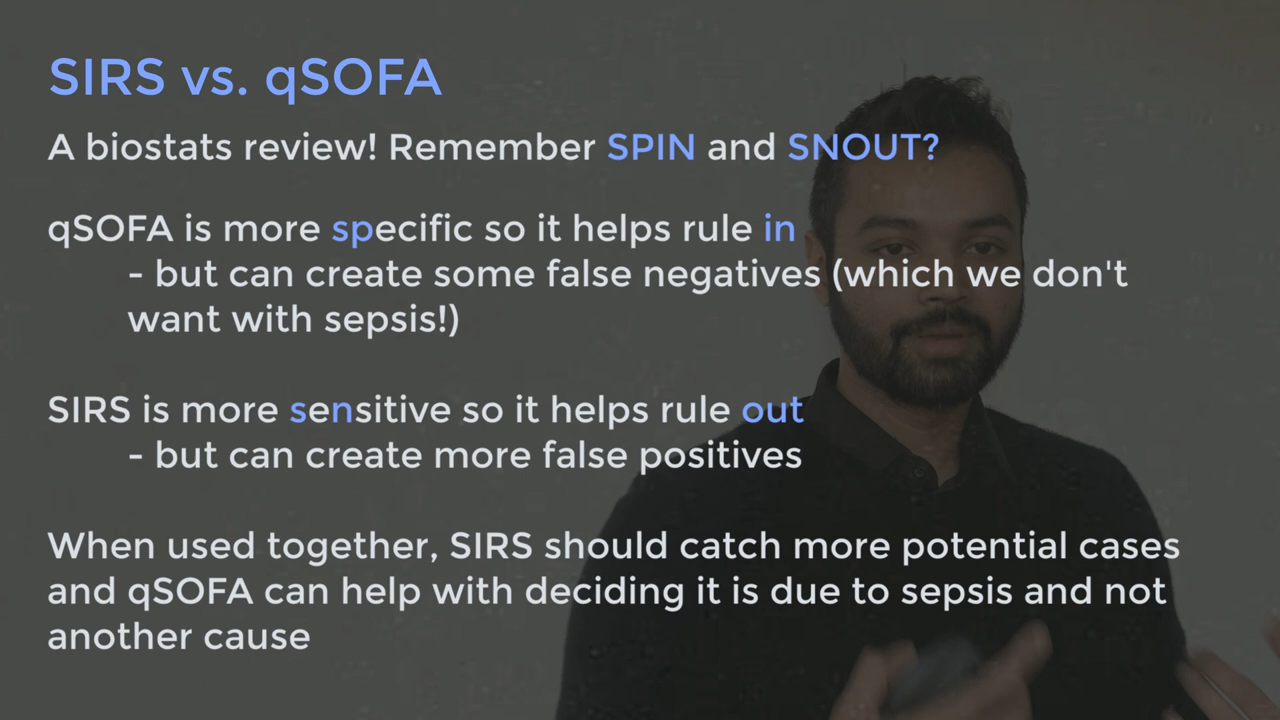 SIRS vs. qSOFA
A biostats review! Remember SPIN and SNOUT?
qSOFA is more specific so it helps rule in
- but can create some false negatives (which we don't
want with sepsis!)
SIRS is more sensitive so it helps rule out
- but can create more false positives
When used together, SIRS should catch more potential cases
and qSOFA can help with deciding it is due to sepsis and not
another cause